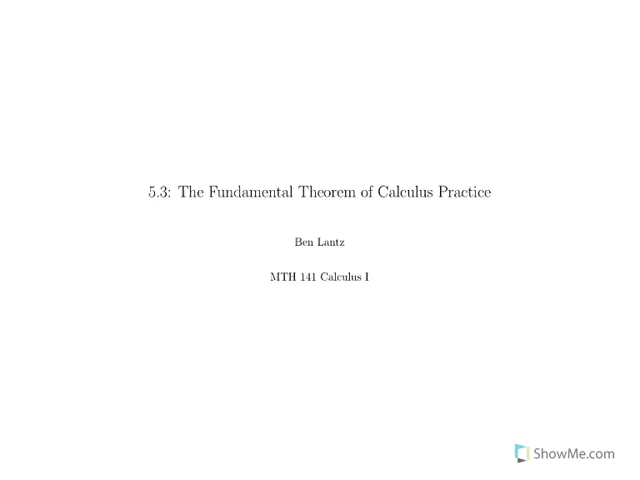 5.3: The Fundamental Theorem of Calculus Practice
Ben Lantz
MTH 141 Calculus I
ShowMe.com